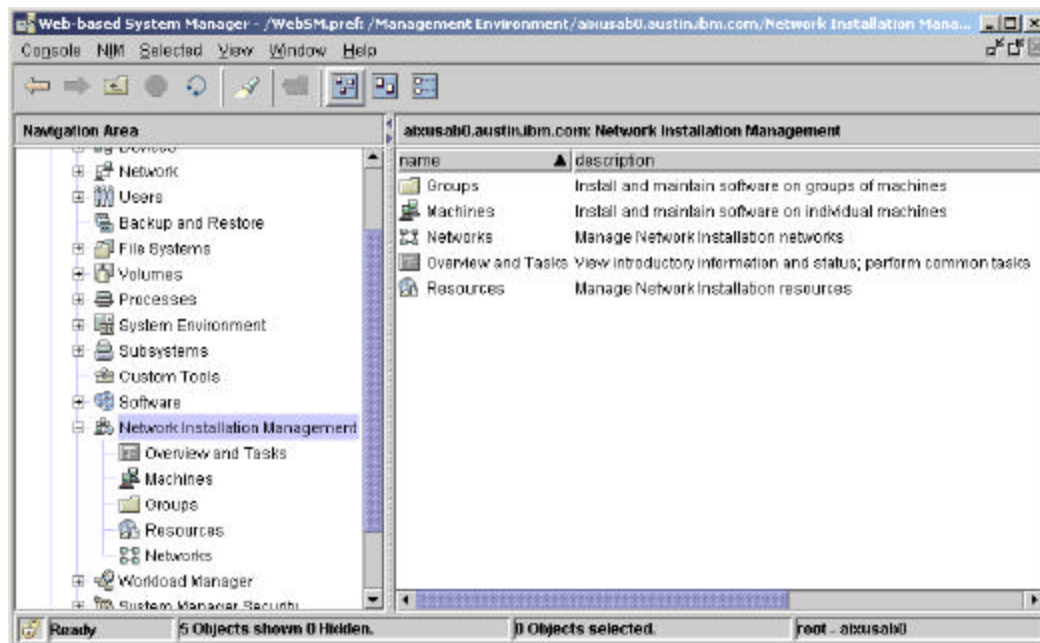 Web-based System Manager - /WebSM.pref: /Management Environment/aixusab0.austin.ibm.com/Network Installation Mana...
Console NIM Selected View Window Help
Navigation Area
Devices
Network
Users
Backup and Restore
File Systems
Volumes
Processes
System Environment
Subsystems
Custom Tools
Software
Network Installation Management
Overview and Tasks
Machines
Groups
Resources
Networks
Workload Manager
System Manager Security
aixusab0.austin.ibm.com: Network Installation Management
name description
Groups Install and maintain software on groups of machines
Machines Install and maintain software on individual machines
Networks Manage Network Installation networks
Overview and Tasks View introductory information and status; perform common tasks
Resources Manage Network Installation resources
Ready 5 Objects shown 0 Hidden. 0 Objects selected. root - aixusab0